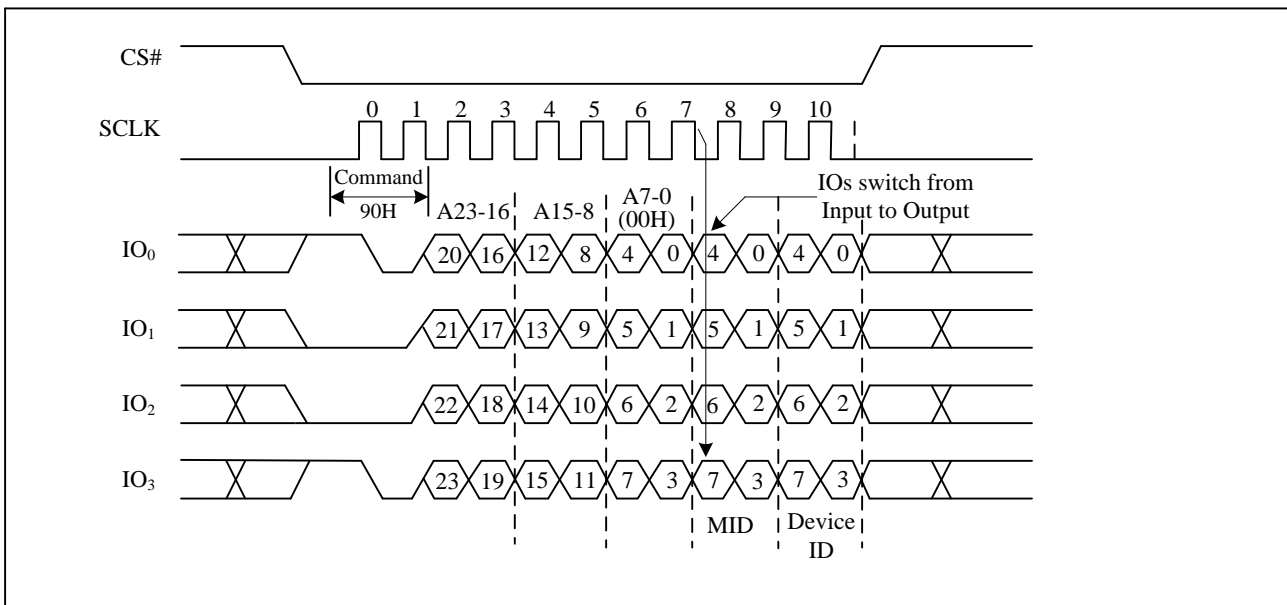 CS#
0 1 2 3 4 5 6 7 8 9 10
SCLK
Command
90H
A23-16
A15-8
A7-0
(00H)
IOs switch from
Input to Output
IO₀
20 16 12 8 4 0 4 0 4 0
IO₁
21 17 13 9 5 1 5 1 5 1
IO₂
22 18 14 10 6 2 6 2 6 2
IO₃
23 19 15 11 7 3 7 3 7 3
MID
Device
ID